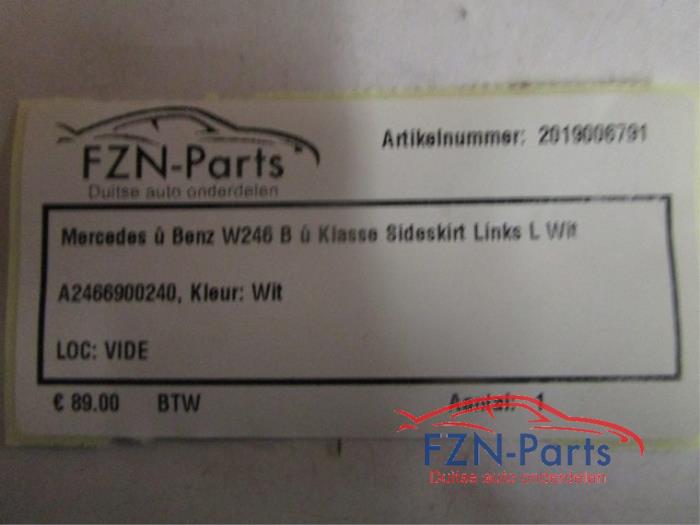 FZN-Parts
Duitse auto onderdelen
Artikelnummer: 2019006791
Mercedes û Benz W246 B û Klasse Sideskirt Links L Wit
A2466900240, Kleur: Wit
LOC: VIDE
€ 89.00 BTW Aantal: 1
FZN-Parts
Duitse auto onderdelen